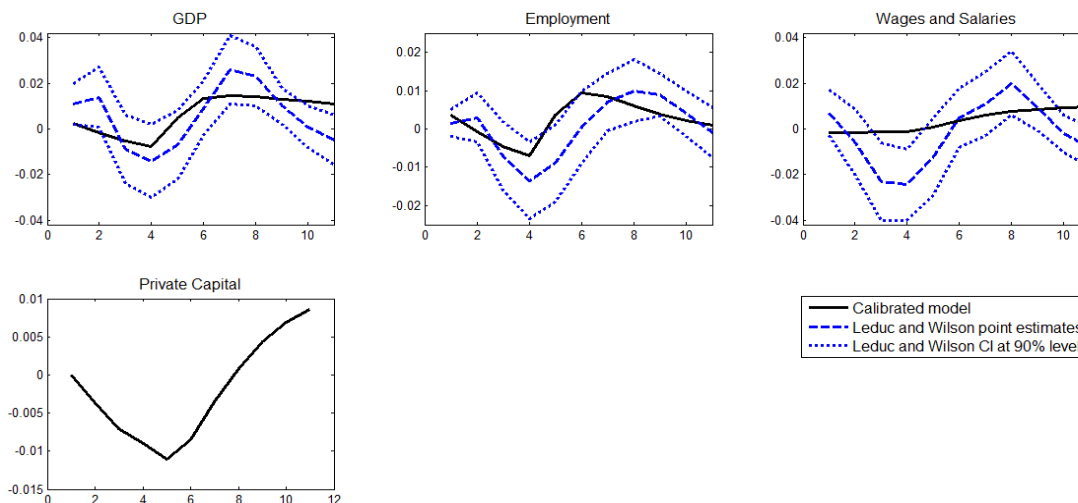 GDP
0.04
0.02
0
-0.02
-0.04
0 2 4 6 8 10
Employment
0.02
0.01
0
-0.01
-0.02
0 2 4 6 8 10
Wages and Salaries
0.04
0.02
0
-0.02
-0.04
0 2 4 6 8 10
Private Capital
0.01
0.005
0
-0.005
-0.01
-0.015
0 2 4 6 8 10 12
Calibrated model
Leduc and Wilson point estimates
Leduc and Wilson CI at 90% level